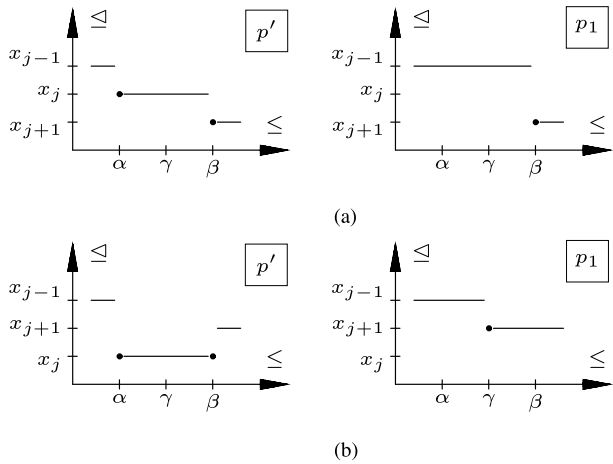 ⊴ p′
x_{j−1}
x_j
x_{j+1} ≤
α γ β
⊴ p_1
x_{j−1}
x_j
x_{j+1} ≤
α γ β
(a)
⊴ p′
x_{j−1}
x_{j+1}
x_j ≤
α γ β
⊴ p_1
x_{j−1}
x_{j+1}
x_j ≤
α γ β
(b)